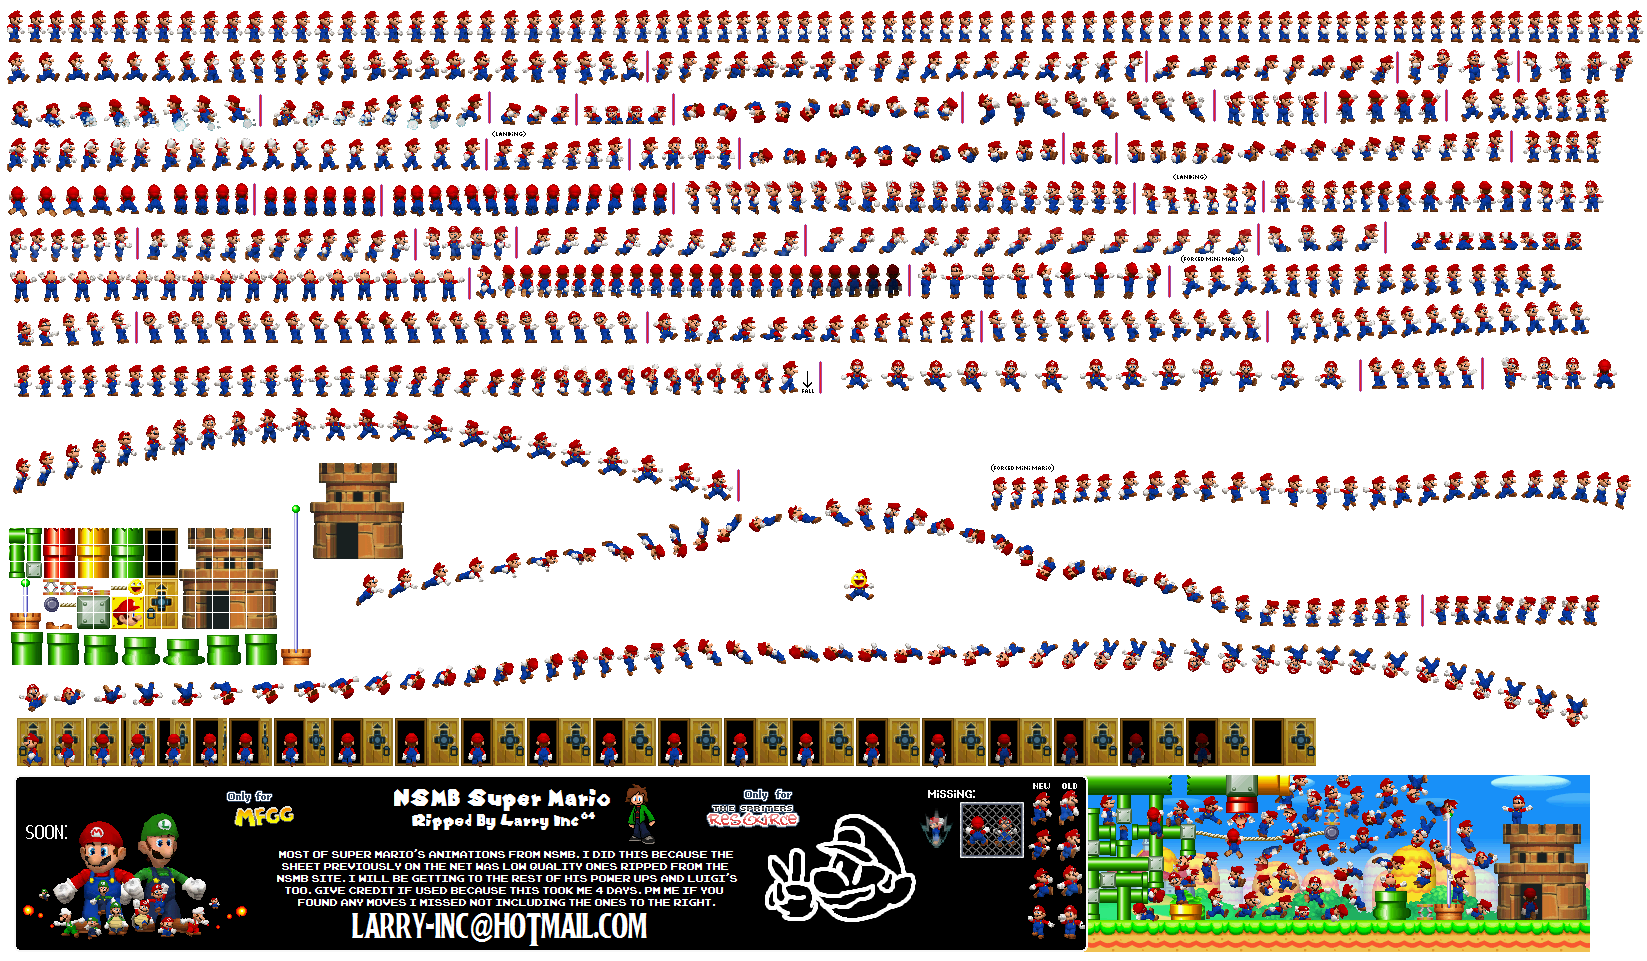 (LANDING)
(LANDING)
(FORCED MINI MARIO)
FALL
(FORCED MINI MARIO)
SOON:
Only for
MFGG
NSMB Super Mario
Ripped By Larry Inc 64
Only for
THE SPRITERS
RESOURCE
MOST OF SUPER MARIO'S ANIMATIONS FROM NSMB. I DID THIS BECAUSE THE
SHEET PREVIOUSLY ON THE NET WAS LOW QUALITY ONES RIPPED FROM THE
NSMB SITE. I WILL BE GETTING TO THE REST OF HIS POWER UPS AND LUIGI'S
TOO. GIVE CREDIT IF USED BECAUSE THIS TOOK ME 4 DAYS. PM ME IF YOU
FOUND ANY MOVES I MISSED NOT INCLUDING THE ONES TO THE RIGHT.
LARRY-INC@HOTMAIL.COM
MISSING:
NEW OLD